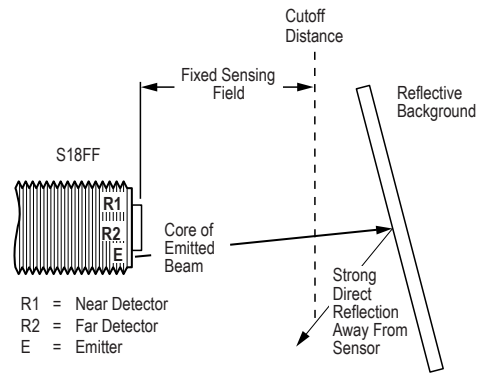 Cutoff
Distance
Fixed Sensing
Field
Reflective
Background
S18FF
R1
R2
E
Core of
Emitted
Beam
Strong
Direct
Reflection
Away From
Sensor
R1 = Near Detector
R2 = Far Detector
E = Emitter